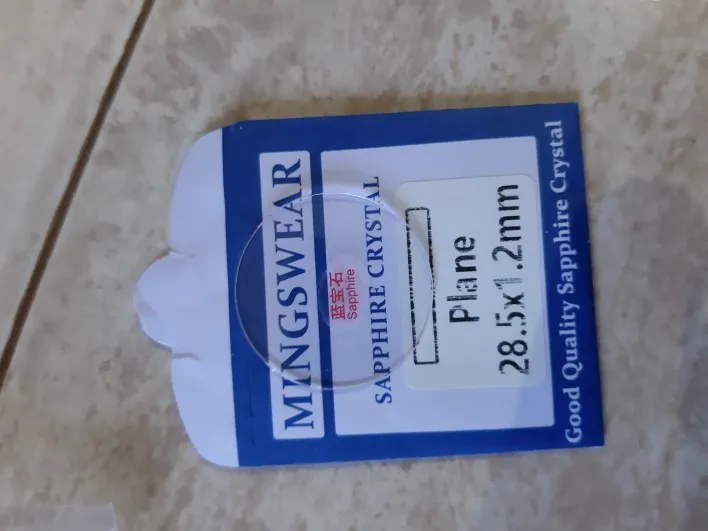 MINGSWEAR
SAPPHIRE CRYSTAL
蓝宝石
Sapphire
Plane
28.5x1.2mm
Good Quality Sapphire Crystal